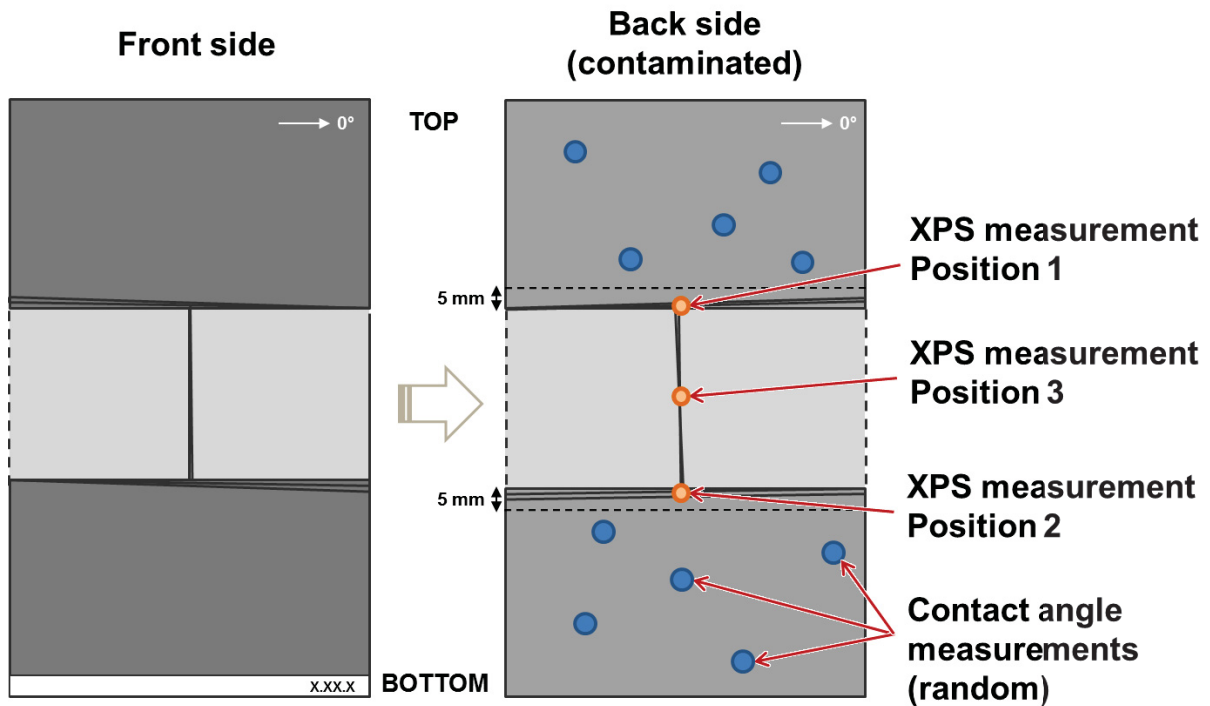 Front side
Back side
(contaminated)
0°
TOP
0°
XPS measurement
Position 1
5 mm
XPS measurement
Position 3
XPS measurement
Position 2
5 mm
Contact angle
measurements
(random)
X.XX.X
BOTTOM